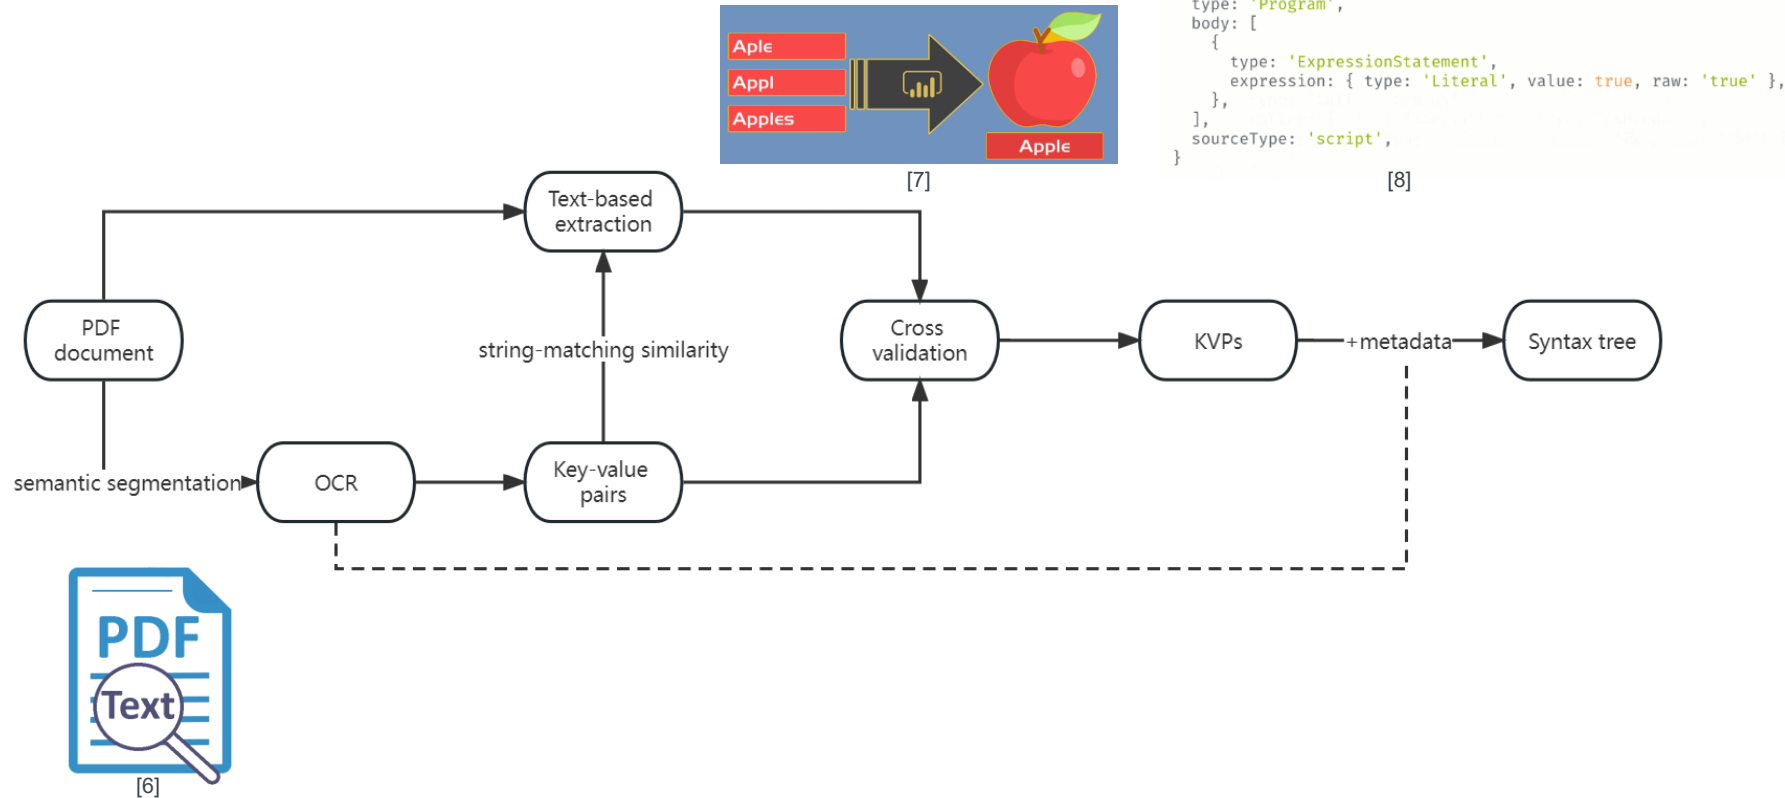 Aple
Appl
Apples
Apple
[7]
type: 'Program',
body: [
{
type: 'ExpressionStatement',
expression: { type: 'Literal', value: true, raw: 'true' },
},
],
sourceType: 'script',
}
[8]
Text-based
extraction
PDF
document
string-matching similarity
Cross
validation
KVPs
+metadata
Syntax tree
semantic segmentation
OCR
Key-value
pairs
PDF
Text
[6]